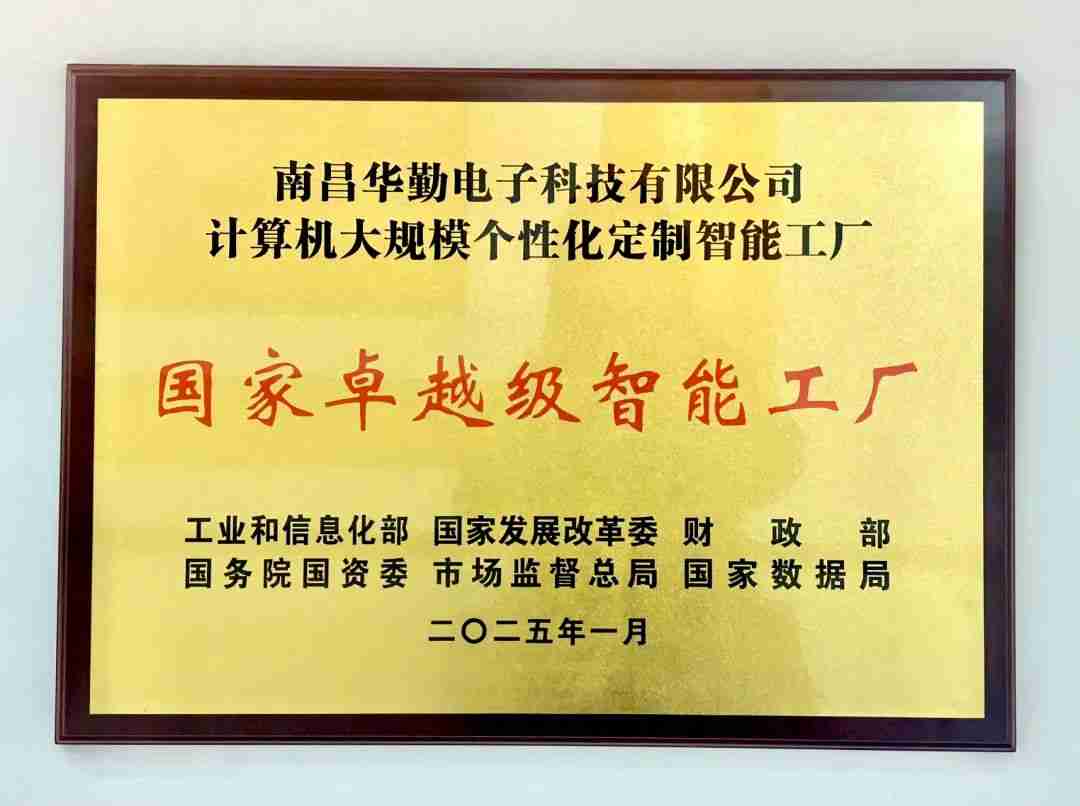 南昌华勤电子科技有限公司
计算机大规模个性化定制智能工厂
国家卓越级智能工厂
工业和信息化部 国家发展改革委 财政部
国务院国资委 市场监督总局 国家数据局
二〇二五年一月